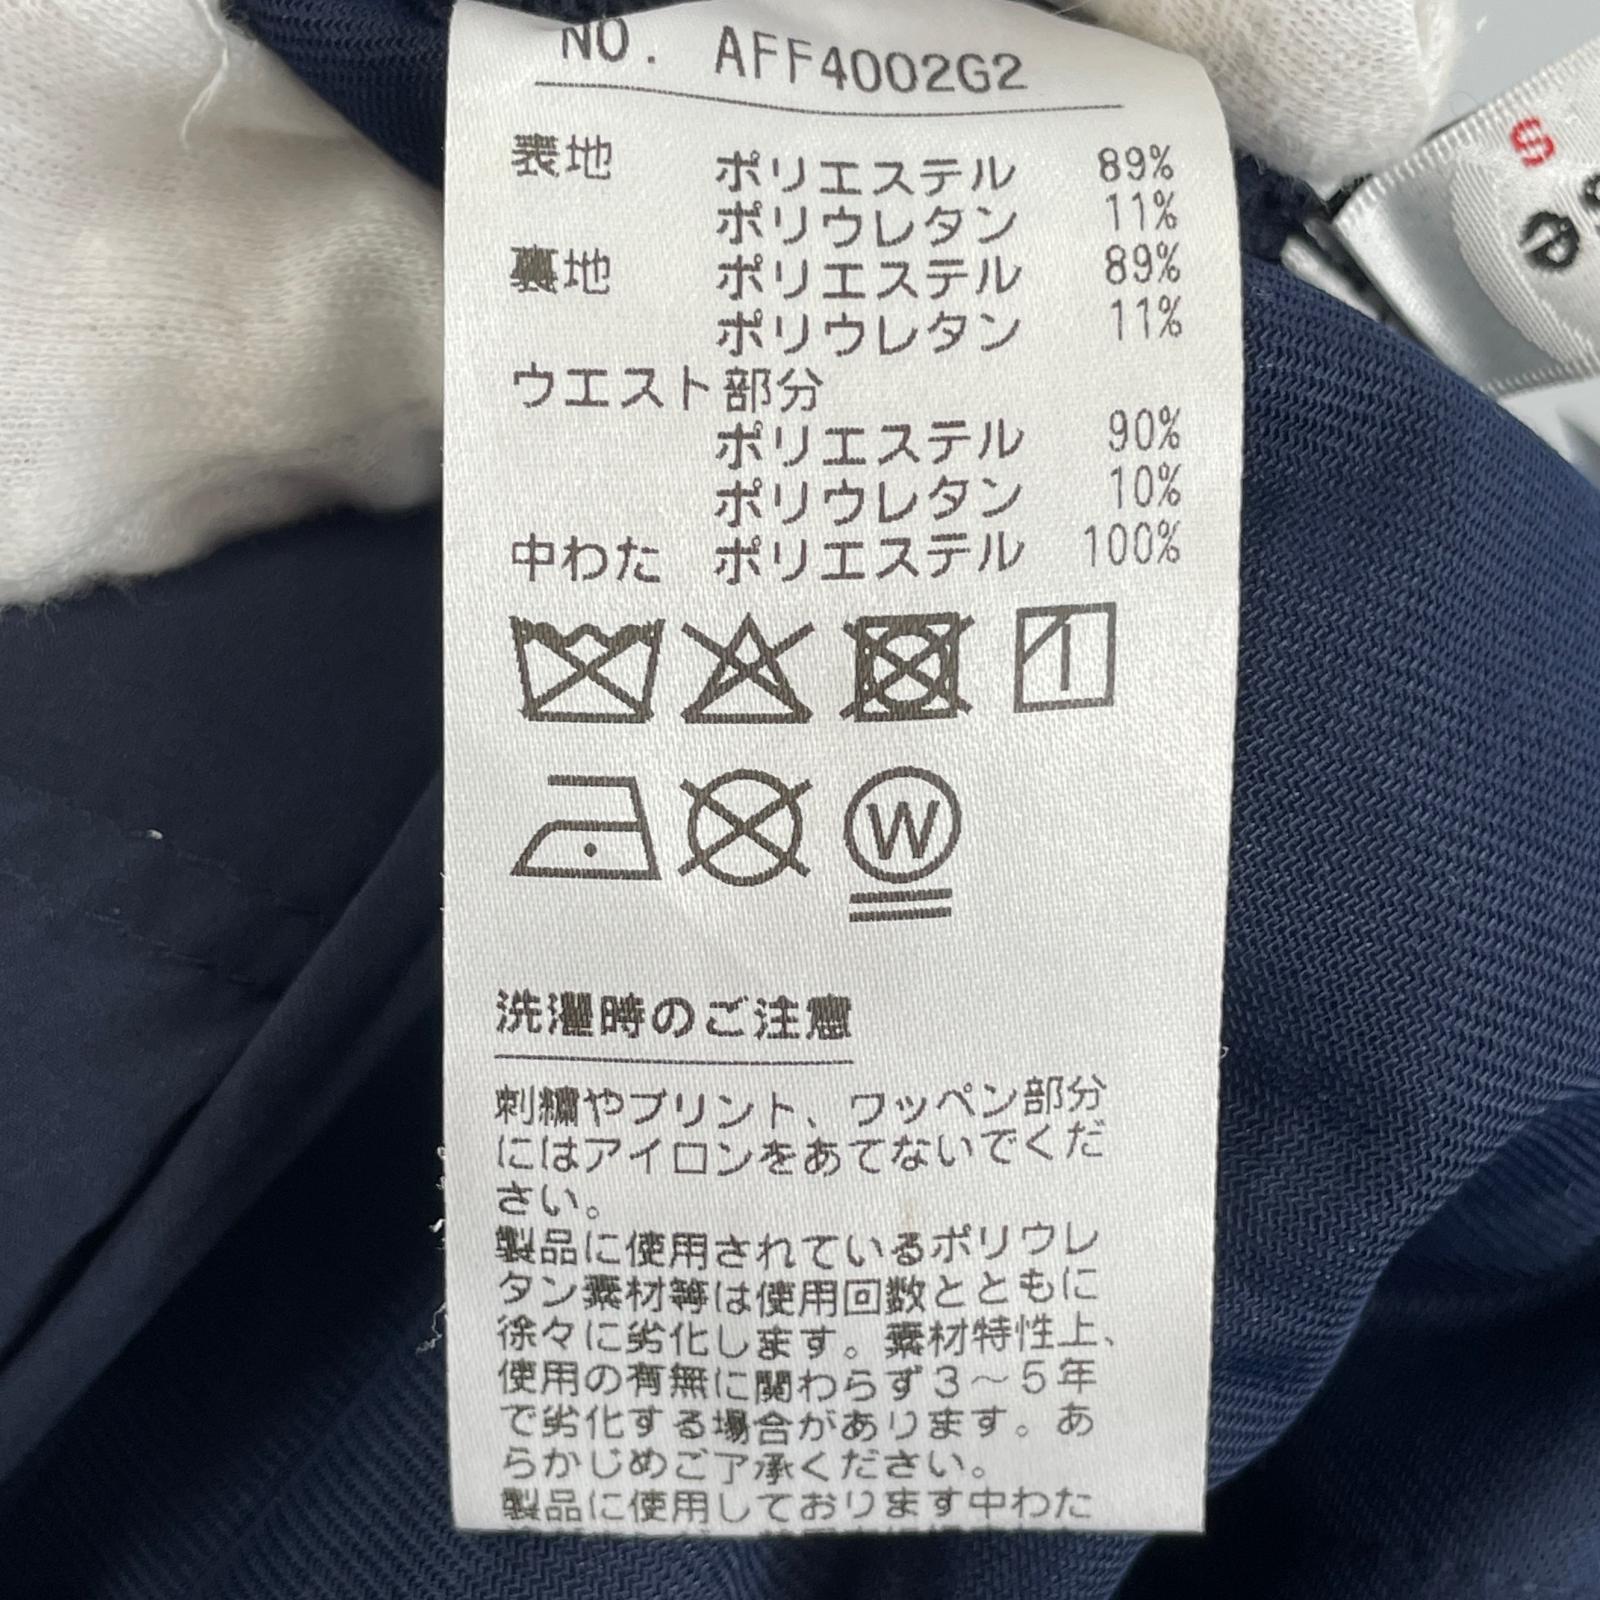 NO. AFF4002G2
表地 ポリエステル 89%
ポリウレタン 11%
裏地 ポリエステル 89%
ポリウレタン 11%
ウエスト部分
ポリエステル 90%
ポリウレタン 10%
中わた ポリエステル 100%
W
洗濯時のご注意
刺繍やプリント、ワッペン部分
にはアイロンをあてないでくだ
さい。
製品に使用されているポリウレ
タン素材等は使用回数とともに
徐々に劣化します。素材特性上、
使用の有無に関わらず3〜5年
で劣化する場合があります。あ
らかじめご了承ください。
製品に使用しております中わた
s